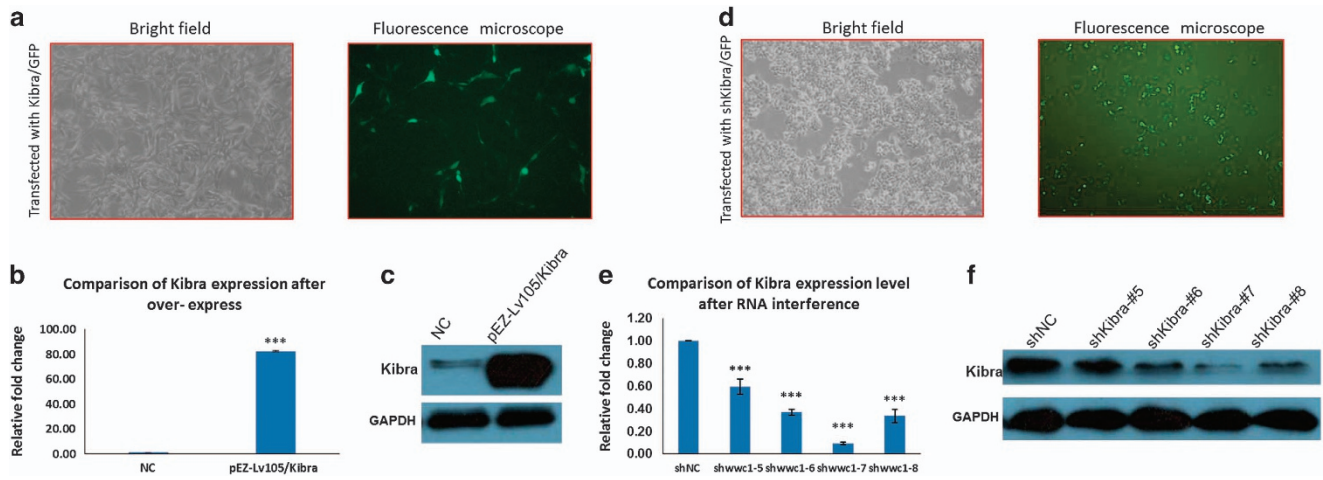 a
Bright field
Fluorescence microscope
Transfected with Kibra/GFP
d
Bright field
Fluorescence microscope
Transfected with shKibra/GFP
b
Comparison of Kibra expression after
over- express
Relative fold change
100.00
80.00
60.00
40.00
20.00
0.00
***
NC
pEZ-Lv105/Kibra
c
NC
pEZ-Lv105/Kibra
Kibra
GAPDH
e
Comparison of Kibra expression level
after RNA interference
Relative fold change
1.20
1.00
0.80
0.60
0.40
0.20
0.00
***
***
***
***
shNC
shwwc1-5
shwwc1-6
shwwc1-7
shwwc1-8
f
shNC
shKibra-#5
shKibra-#6
shKibra-#7
shKibra-#8
Kibra
GAPDH